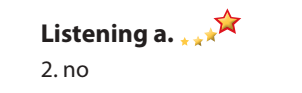 Listening a.
2. no